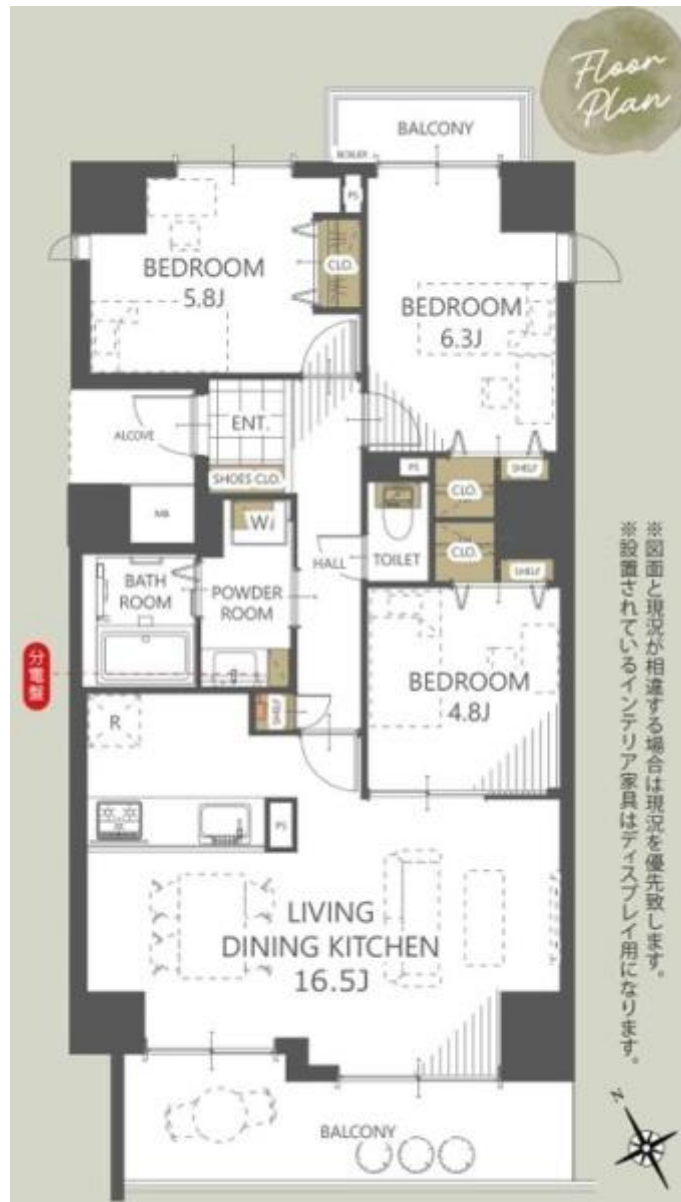 Floor
Plan
BALCONY
BOILER
PS
BEDROOM
5.8J
CLO.
BEDROOM
6.3J
ALCOVE
ENT.
SHOES CLO.
MB
PS
CLO.
SHELF
W
HALL
TOILET
CLO.
SHELF
BATH
ROOM
POWDER
ROOM
分電盤
BEDROOM
4.8J
R
SHELF
PS
LIVING
DINING KITCHEN
16.5J
BALCONY
※図面と現況が相違する場合は現況を優先致します。
※設置されているインテリア家具はディスプレイ用になります。
N